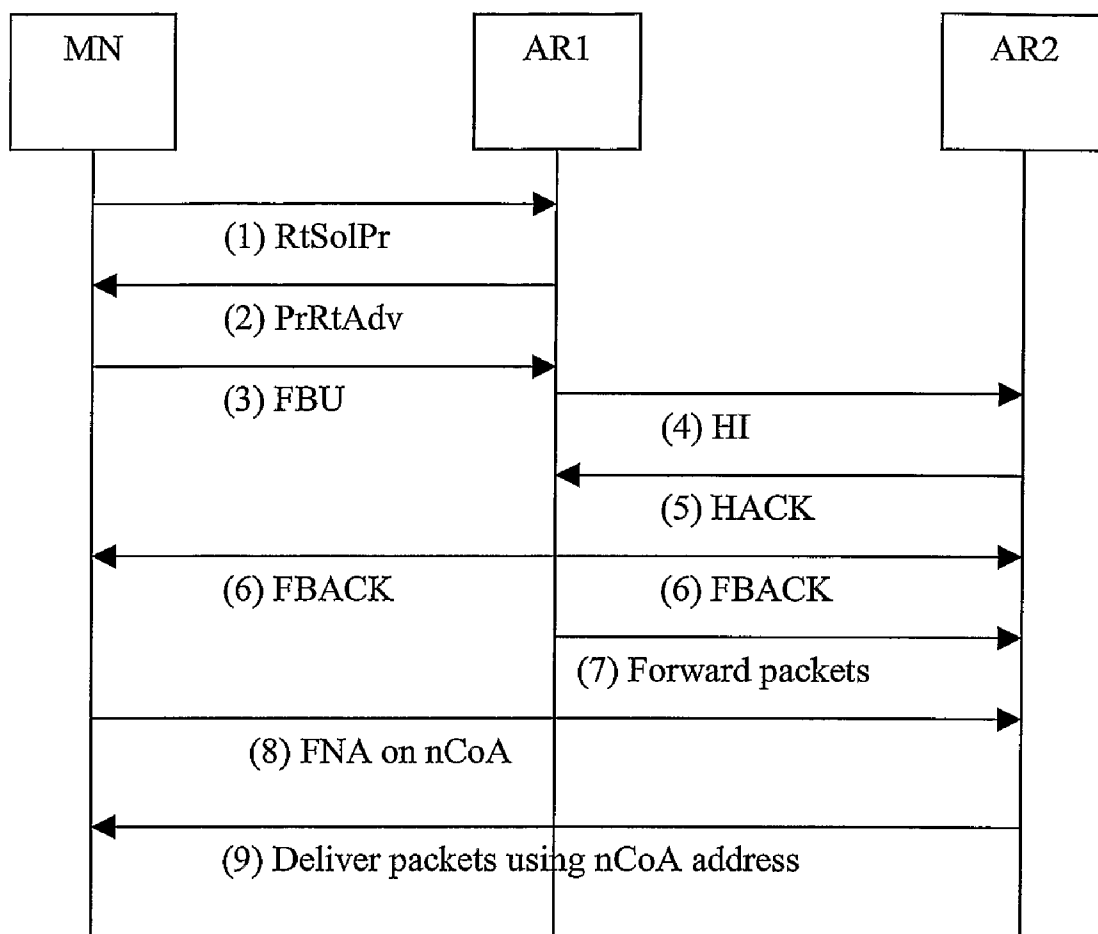 MN
AR1
AR2
(1) RtSolPr
(2) PrRtAdv
(3) FBU
(4) HI
(5) HACK
(6) FBACK
(6) FBACK
(7) Forward packets
(8) FNA on nCoA
(9) Deliver packets using nCoA address